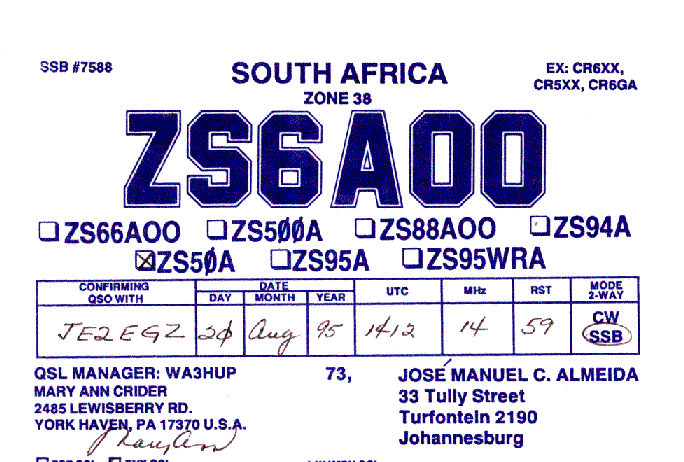 SSB #7588
SOUTH AFRICA
EX: CR6XX,
CR5XX, CR6GA
ZONE 38
ZS6AOO
ZS66AOO ZS5ØØA ZS88AOO ZS94A
ZS5ØA ZS95A ZS95WRA
CONFIRMING QSO WITH DATE DAY MONTH YEAR UTC MHz RST MODE 2-WAY
JE2EGZ 2Ø Aug 95 1412 14 59 CW SSB
QSL MANAGER: WA3HUP
MARY ANN CRIDER
2485 LEWISBERRY RD.
YORK HAVEN, PA 17370 U.S.A.
Mary Ann
73,
JOSÉ MANUEL C. ALMEIDA
33 Tully Street
Turfontein 2190
Johannesburg